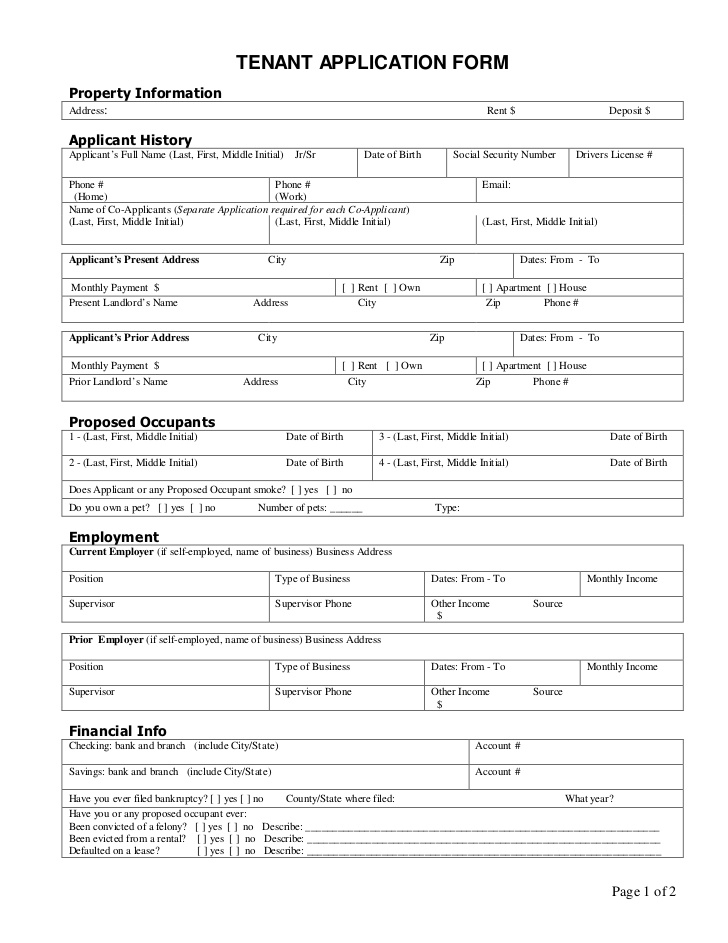 TENANT APPLICATION FORM
Property Information
Address: Rent $ Deposit $
Applicant History
Applicant's Full Name (Last, First, Middle Initial) Jr/Sr Date of Birth Social Security Number Drivers License #
Phone # Phone # Email:
(Home) (Work)
Name of Co-Applicants (Separate Application required for each Co-Applicant)
(Last, First, Middle Initial) (Last, First, Middle Initial) (Last, First, Middle Initial)
Applicant's Present Address City Zip Dates: From - To
Monthly Payment $ [ ] Rent [ ] Own [ ] Apartment [ ] House
Present Landlord's Name Address City Zip Phone #
Applicant's Prior Address City Zip Dates: From - To
Monthly Payment $ [ ] Rent [ ] Own [ ] Apartment [ ] House
Prior Landlord's Name Address City Zip Phone #
Proposed Occupants
1 - (Last, First, Middle Initial) Date of Birth 3 - (Last, First, Middle Initial) Date of Birth
2 - (Last, First, Middle Initial) Date of Birth 4 - (Last, First, Middle Initial) Date of Birth
Does Applicant or any Proposed Occupant smoke? [ ] yes [ ] no
Do you own a pet? [ ] yes [ ] no Number of pets: ______ Type:
Employment
Current Employer (if self-employed, name of business) Business Address
Position Type of Business Dates: From - To Monthly Income
Supervisor Supervisor Phone Other Income Source
$
Prior Employer (if self-employed, name of business) Business Address
Position Type of Business Dates: From - To Monthly Income
Supervisor Supervisor Phone Other Income Source
$
Financial Info
Checking: bank and branch (include City/State) Account #
Savings: bank and branch (include City/State) Account #
Have you ever filed bankruptcy? [ ] yes [ ] no County/State where filed: What year?
Have you or any proposed occupant ever:
Been convicted of a felony? [ ] yes [ ] no Describe: ______
Been evicted from a rental? [ ] yes [ ] no Describe: ______
Defaulted on a lease? [ ] yes [ ] no Describe: ______
Page 1 of 2